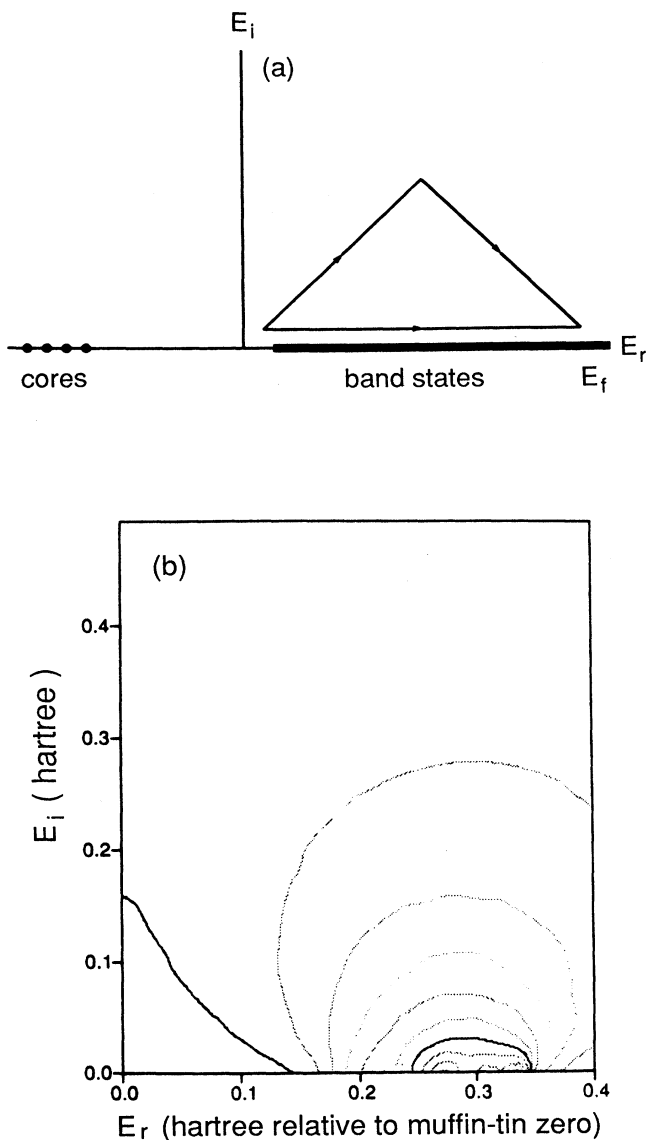 E_i
(a)
E_r
cores band states E_f
(b)
0.4
0.3
0.2
0.1
0.0
E_i ( hartree )
0.0 0.1 0.2 0.3 0.4
E_r (hartree relative to muffin-tin zero)